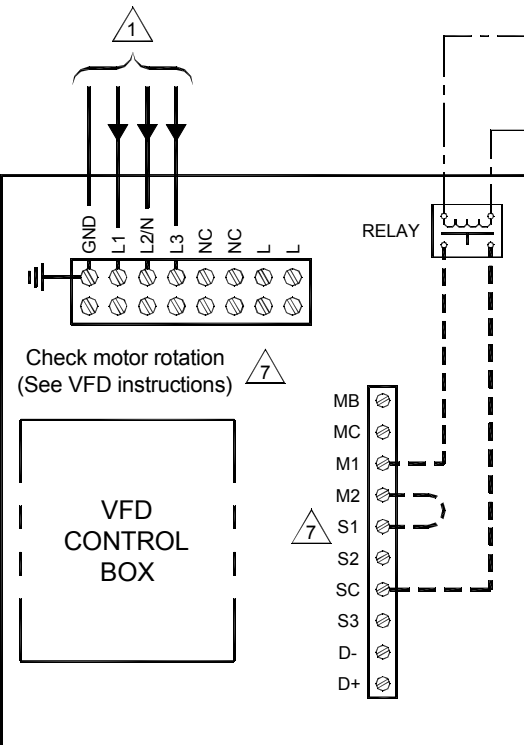 1
GND
L1
L2/N
L3
NC
NC
L
L
RELAY
Check motor rotation
(See VFD instructions)
7
VFD
CONTROL
BOX
MB
MC
M1
M2
S1
7
S2
SC
S3
D-
D+